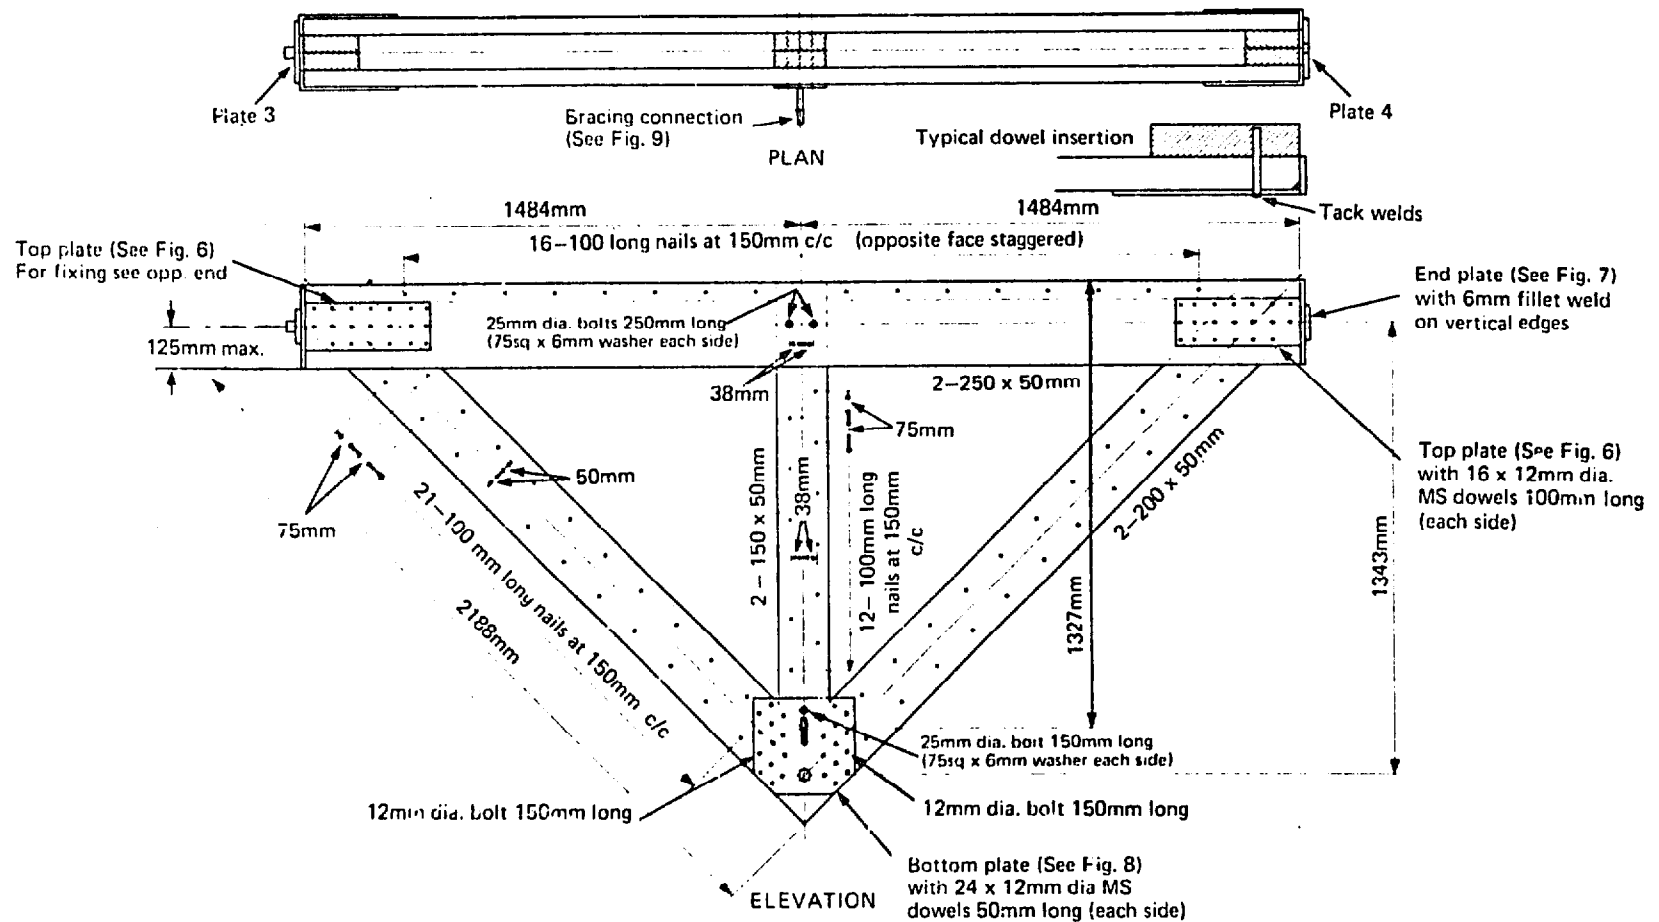 Plate 3
Bracing connection
(See Fig. 9)
PLAN
Plate 4
Typical dowel insertion
Tack welds
1484mm
1484mm
16–100 long nails at 150mm c/c (opposite face staggered)
Top plate (See Fig. 6)
For fixing see opp. end
End plate (See Fig. 7)
with 6mm fillet weld
on vertical edges
125mm max.
25mm dia. bolts 250mm long
(75sq x 6mm washer each side)
38mm
2–250 x 50mm
75mm
50mm
75mm
21–100 mm long nails at 150mm c/c
2188mm
2 – 150 x 50mm
38mm
12– 100mm long
nails at 150mm
c/c
2–200 x 50mm
Top plate (See Fig. 6)
with 16 x 12mm dia.
MS dowels 100mm long
(each side)
1327mm
1343mm
25mm dia. bolt 150mm long
(75sq x 6mm washer each side)
12mm dia. bolt 150mm long
12mm dia. bolt 150mm long
Bottom plate (See Fig. 8)
with 24 x 12mm dia MS
dowels 50mm long (each side)
ELEVATION